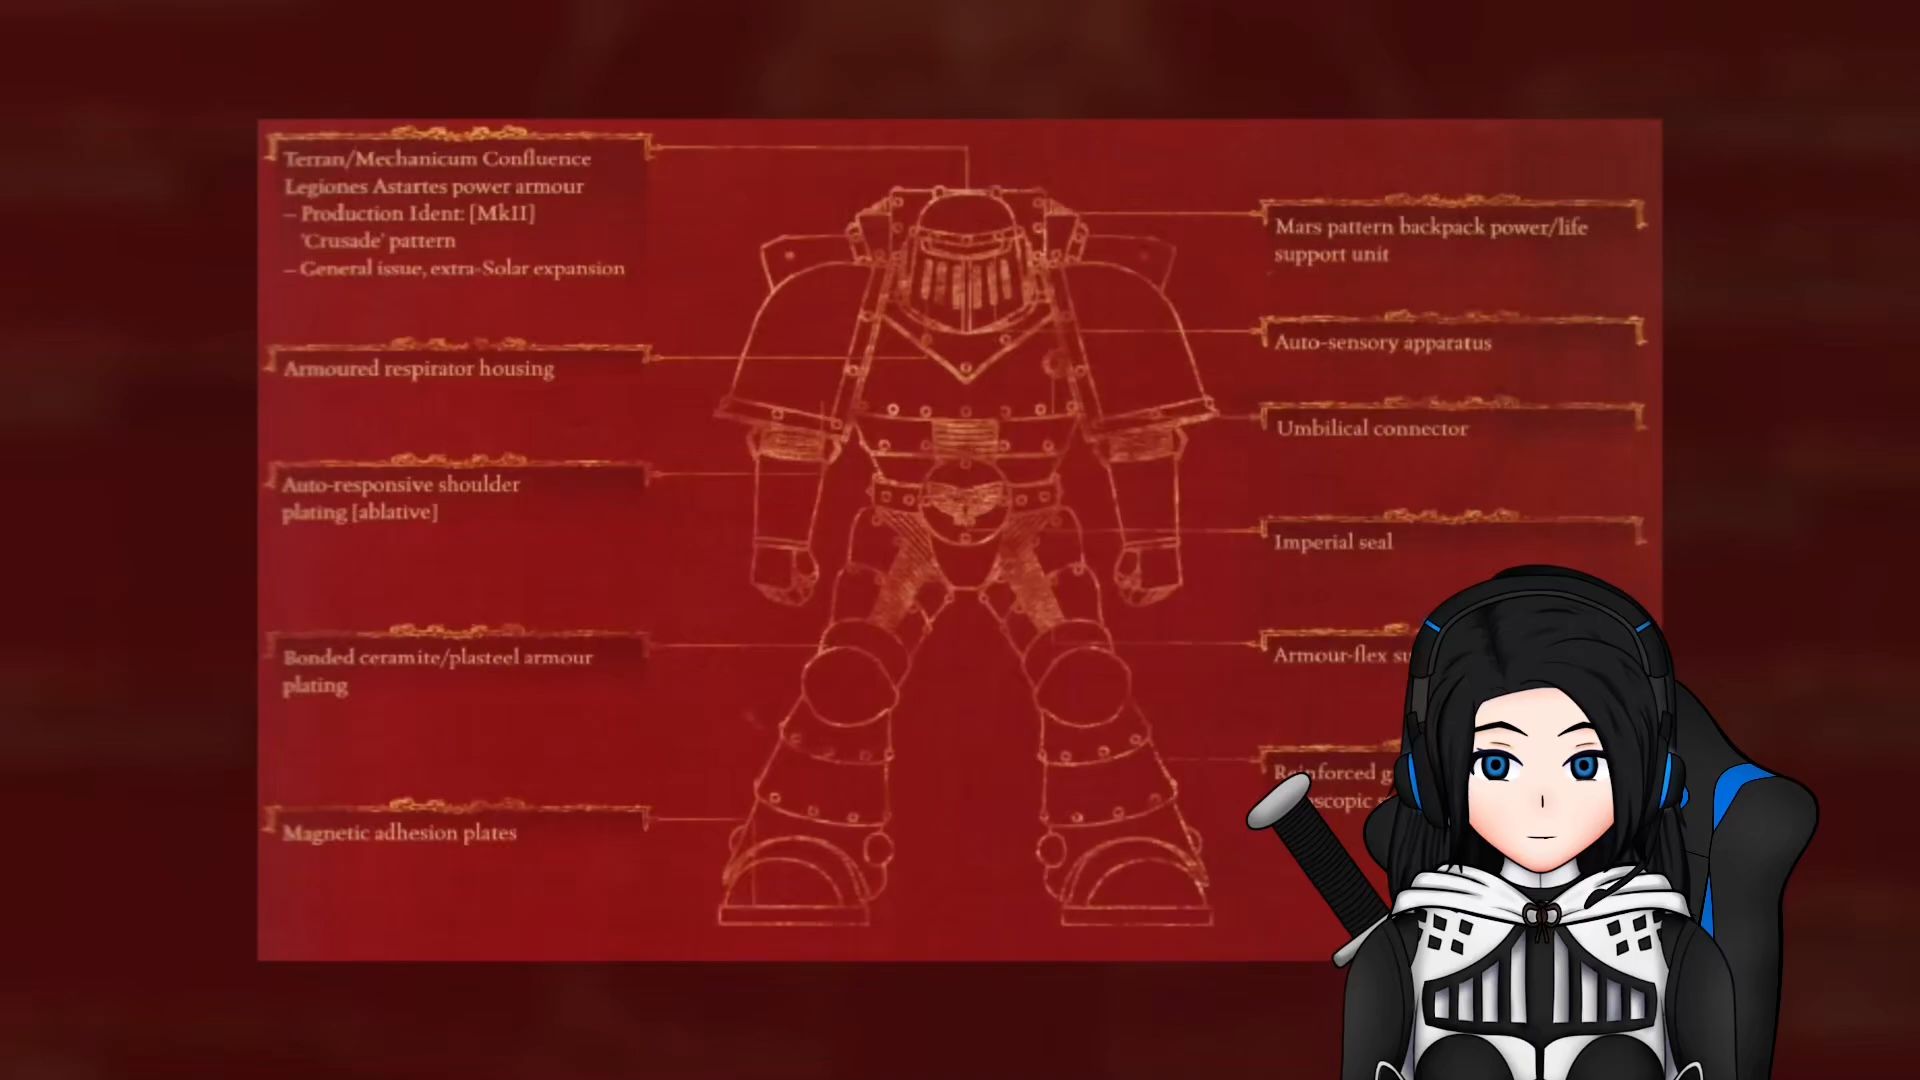 Terran/Mechanicum Confluence
Legiones Astartes power armour
– Production Ident: [MkII]
'Crusade' pattern
– General issue, extra-Solar expansion
Armoured respirator housing
Auto-responsive shoulder
plating [ablative]
Bonded ceramite/plasteel armour
plating
Magnetic adhesion plates
Mars pattern backpack power/life
support unit
Auto-sensory apparatus
Umbilical connector
Imperial seal
Armour-flex
Reinforced